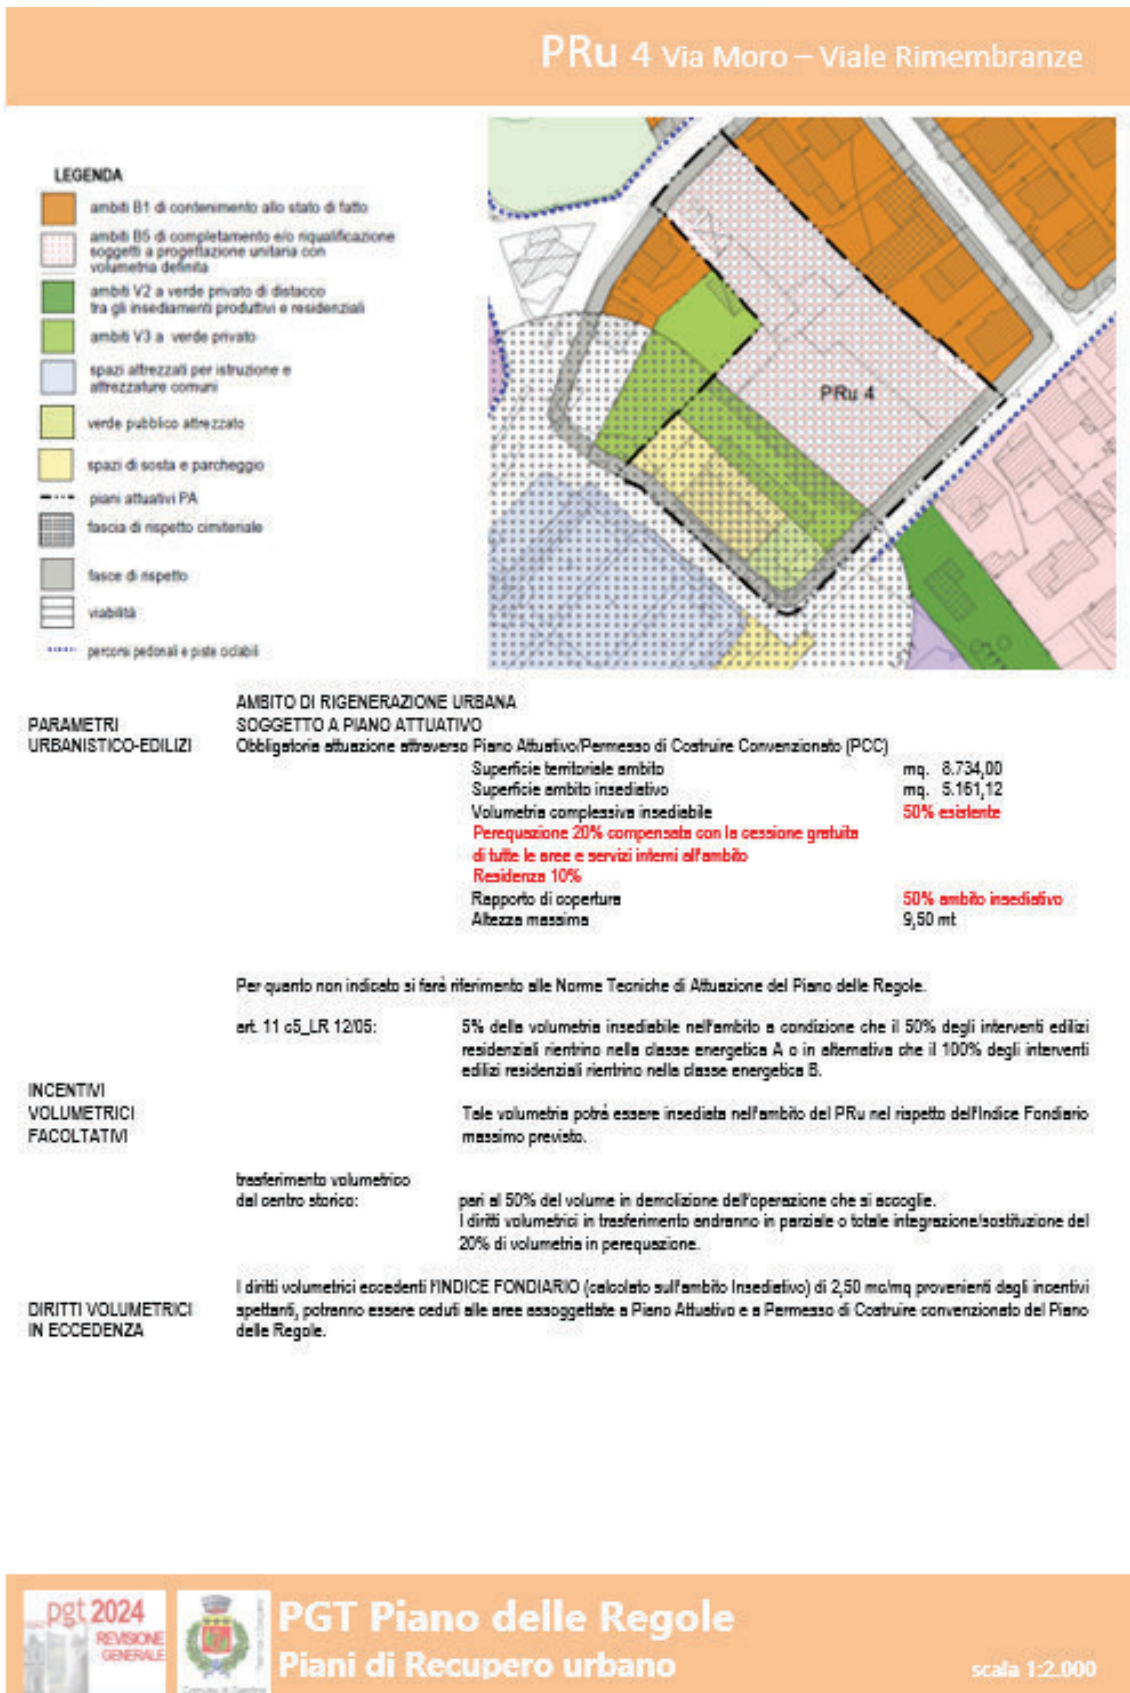 PRu 4 Via Moro – Viale Rimembranze
LEGENDA
ambiti B1 di contenimento allo stato di fatto
ambiti B5 di completamento e/o riqualificazione
soggetti a progettazione unitaria con
volumetria definita
ambiti V2 a verde privato di distacco
tra gli insediamenti produttivi e residenziali
ambiti V3 a verde privato
spazi attrezzati per istruzione e
attrezzature comuni
verde pubblico attrezzato
spazi di sosta e parcheggio
piani attuativi PA
fascia di rispetto cimiteriale
fasce di rispetto
viabilità
percorsi pedonali e piste ciclabili
PRu 4
PARAMETRI
URBANISTICO-EDILIZI
AMBITO DI RIGENERAZIONE URBANA
SOGGETTO A PIANO ATTUATIVO
Obbligatoria attuazione attraverso Piano Attuativo/Permesso di Costruire Convenzionato (PCC)
Superficie territoriale ambito mq. 8.734,00
Superficie ambito insediativo mq. 5.161,12
Volumetria complessiva insediabile 50% esistente
Perequazione 20% compensata con la cessione gratuita
di tutte le aree e servizi interni all'ambito
Residenza 10%
Rapporto di copertura 50% ambito insediativo
Altezza massima 9,50 mt
Per quanto non indicato si farà riferimento alle Norme Tecniche di Attuazione del Piano delle Regole.
INCENTIVI
VOLUMETRICI
FACOLTATIVI
art. 11 c5_LR 12/05: 5% della volumetria insediabile nell'ambito a condizione che il 50% degli interventi edilizi
residenziali rientrino nella classe energetica A o in alternativa che il 100% degli interventi
edilizi residenziali rientrino nella classe energetica B.
Tale volumetria potrà essere insediata nell'ambito del PRu nel rispetto dell'Indice Fondiario
massimo previsto.
trasferimento volumetrico
dal centro storico: pari al 50% del volume in demolizione dell'operazione che si accoglie.
I diritti volumetrici in trasferimento andranno in parziale o totale integrazione/sostituzione del
20% di volumetria in perequazione.
DIRITTI VOLUMETRICI
IN ECCEDENZA
I diritti volumetrici eccedenti l'INDICE FONDIARIO (calcolato sull'ambito Insediativo) di 2,50 mc/mq provenienti dagli incentivi
spettanti, potranno essere ceduti alle aree assoggettate a Piano Attuativo e a Permesso di Costruire convenzionato del Piano
delle Regole.
pgt 2024
REVISIONE
GENERALE
PGT Piano delle Regole
Piani di Recupero urbano
scala 1:2.000